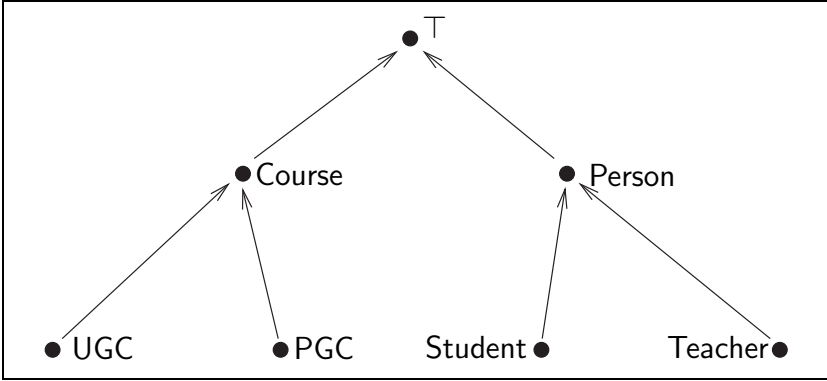 ⊤
Course
Person
UGC
PGC
Student
Teacher